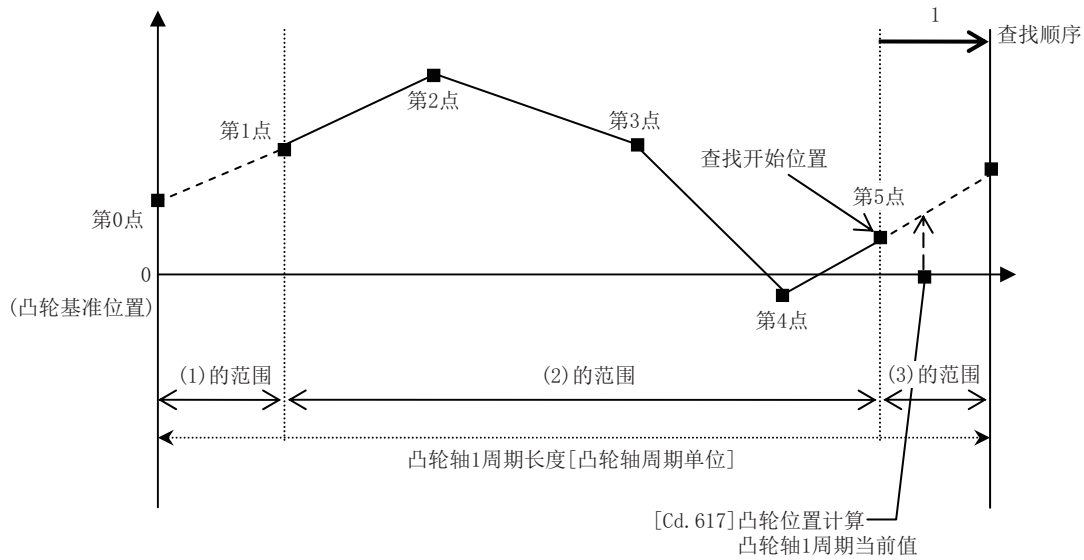 1
查找顺序
第2点
第1点
第3点
查找开始位置
第5点
第0点
0
(凸轮基准位置)
第4点
(1)的范围
(2)的范围
(3)的范围
凸轮轴1周期长度[凸轮轴周期单位]
[Cd.617]凸轮位置计算
凸轮轴1周期当前值